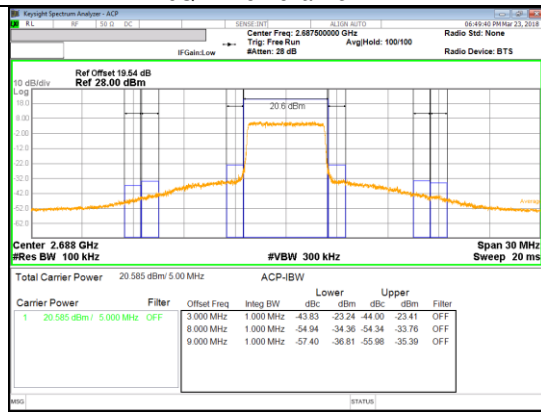 Keysight Spectrum Analyzer - ACP
RL RF 50 Ω DC SENSE:INT ALIGN AUTO 06:49:40 PM Mar 23, 2018
Center Freq: 2.687500000 GHz Radio Std: None
Trig: Free Run Avg|Hold: 100/100
IFGain:Low #Atten: 28 dB Radio Device: BTS
Ref Offset 19.54 dB
10 dB/div Ref 28.00 dBm
Log
18.0
8.00
-2.00
-12.0
-22.0
-32.0
-42.0
-52.0
-62.0
20.6 dBm
Average
Center 2.688 GHz Span 30 MHz
#Res BW 100 kHz #VBW 300 kHz Sweep 20 ms
Total Carrier Power 20.585 dBm/ 5.00 MHz ACP-IBW
Lower Upper
Carrier Power Filter Offset Freq Integ BW dBc dBm dBc dBm Filter
1 20.585 dBm / 5.000 MHz OFF 3.000 MHz 1.000 MHz -43.83 -23.24 -44.00 -23.41 OFF
8.000 MHz 1.000 MHz -54.94 -34.36 -54.34 -33.76 OFF
9.000 MHz 1.000 MHz -57.40 -36.81 -55.98 -35.39 OFF
MSG STATUS